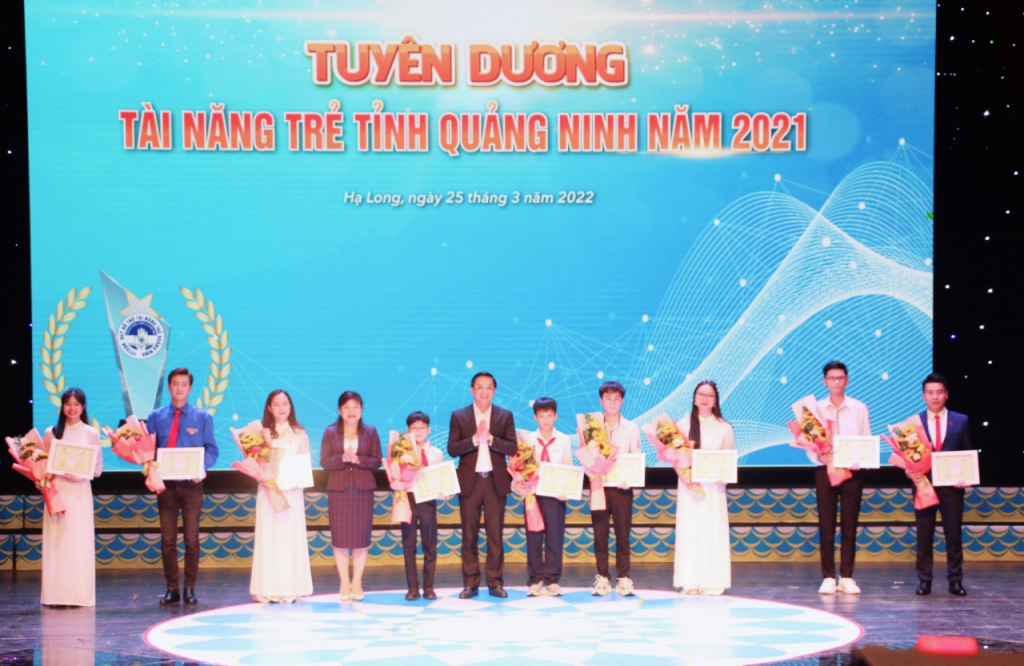 TUYÊN DƯƠNG
TÀI NĂNG TRẺ TỈNH QUẢNG NINH NĂM 2021
Hạ Long, ngày 25 tháng 3 năm 2022